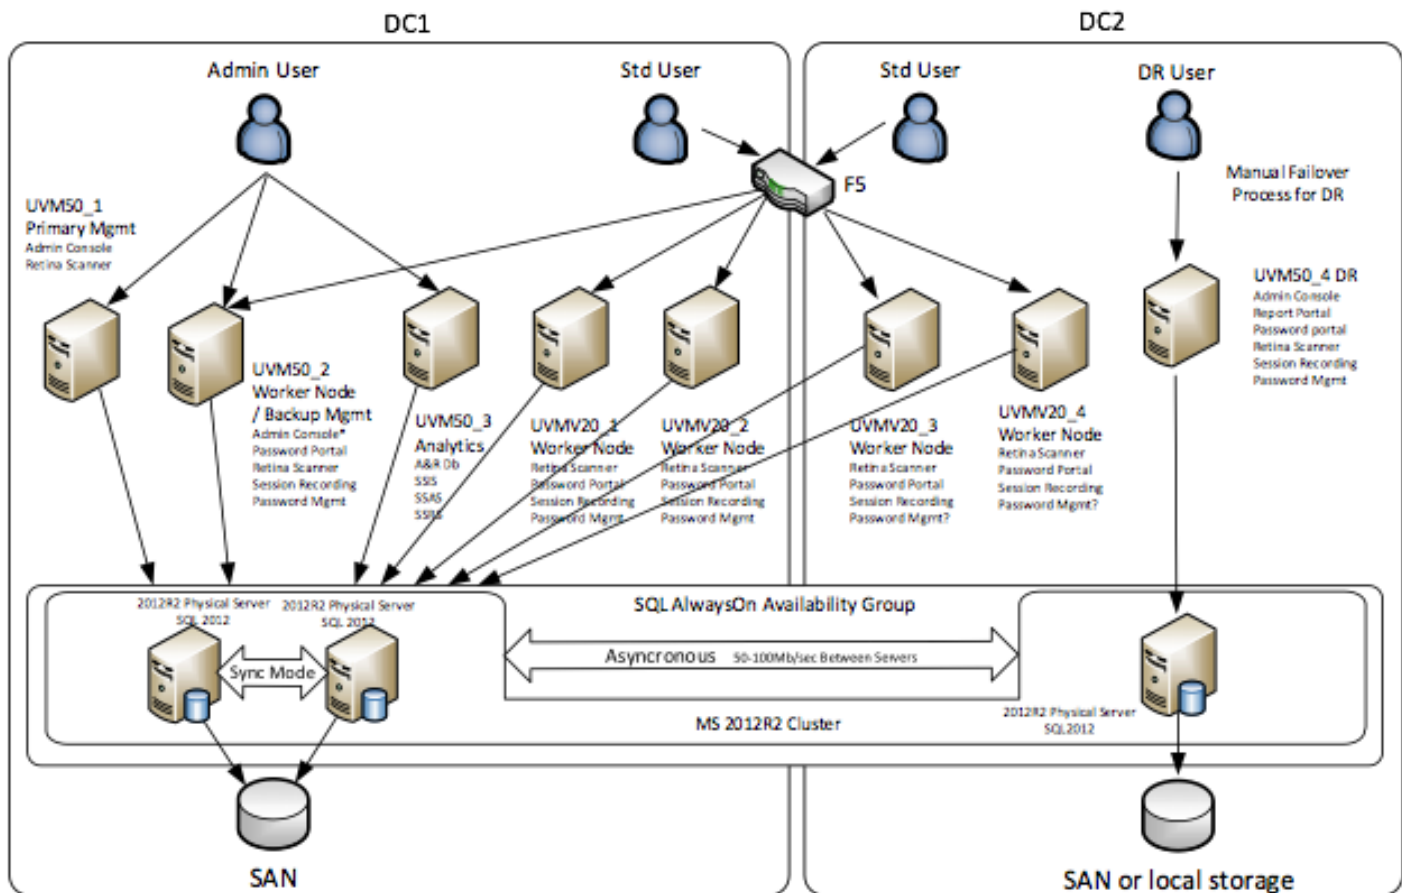 DC1
DC2
Admin User
Std User
Std User
DR User
F5
Manual Failover
Process for DR
UVM50_1
Primary Mgmt
Admin Console
Retina Scanner
UVM50_2
Worker Node
/ Backup Mgmt
Admin Console*
Password Portal
Retina Scanner
Session Recording
Password Mgmt
UVM50_3
Analytics
A&R Db
SSIS
SSAS
SSRS
UVMV20_1
Worker Node
Retina Scanner
Password Portal
Session Recording
Password Mgmt
UVMV20_2
Worker Node
Retina Scanner
Password Portal
Session Recording
Password Mgmt
UVMV20_3
Worker Node
Retina Scanner
Password Portal
Session Recording
Password Mgmt?
UVMV20_4
Worker Node
Retina Scanner
Password Portal
Session Recording
Password Mgmt?
UVM50_4 DR
Admin Console
Report Portal
Password portal
Retina Scanner
Session Recording
Password Mgmt
2012R2 Physical Server
SQL 2012
2012R2 Physical Server
SQL 2012
SQL AlwaysOn Availability Group
Sync Mode
Asyncronous 50-100Mb/sec Between Servers
MS 2012R2 Cluster
2012R2 Physical Server
SQL2012
SAN
SAN or local storage